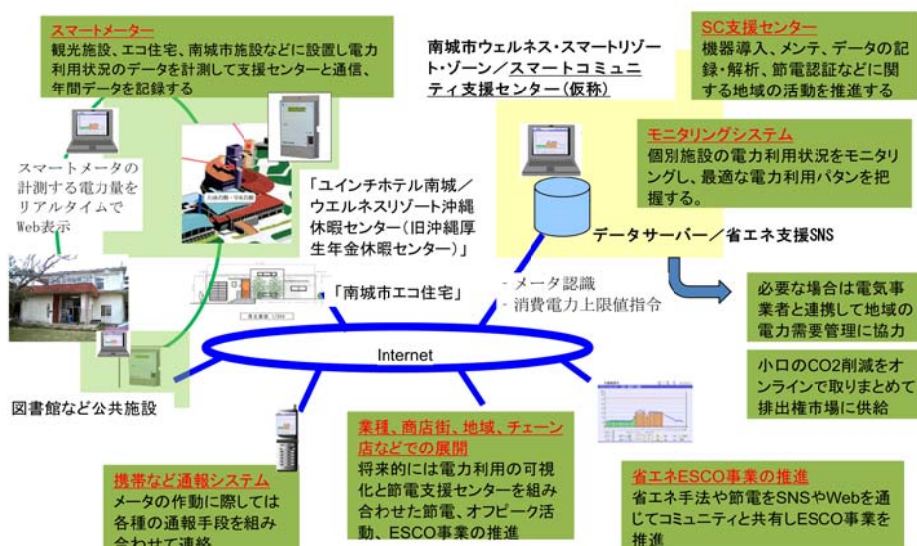 スマートメーター
観光施設、エコ住宅、南城市施設などに設置し電力
利用状況のデータを計測して支援センターと通信、
年間データを記録する
スマートメータの
計測する電力量を
リアルタイムで
Web表示
「ユインチホテル南城／
ウエルネスリゾート沖縄
休暇センター（旧沖縄厚
生年金休暇センター）」
「南城市エコ住宅」
図書館など公共施設
南城市ウェルネス・スマートリゾー
ト・ゾーン／スマートコミュニ
ティ支援センター（仮称）
SC支援センター
機器導入、メンテ、データの記
録・解析、節電認証などに関
する地域の活動を推進する
モニタリングシステム
個別施設の電力利用状況をモニタリ
ングし、最適な電力利用パタンを把
握する。
データサーバー／省エネ支援SNS
- メータ認識
- 消費電力上限値指令
必要な場合は電気事
業者と連携して地域の
電力需要管理に協力
小口のCO2削減をオ
ンラインで取りまとめて
排出権市場に供給
Internet
携帯など通報システム
メータの作動に際しては
各種の通報手段を組み
合わせて連絡
業種、商店街、地域、チェーン
店などでの展開
将来的には電力利用の可視
化と節電支援センターを組み
合わせた節電、オフピーク活
動、ESCO事業の推進
省エネESCO事業の推進
省エネ手法や節電をSNSやWebを通
じてコミュニティと共有しESCO事業を
推進